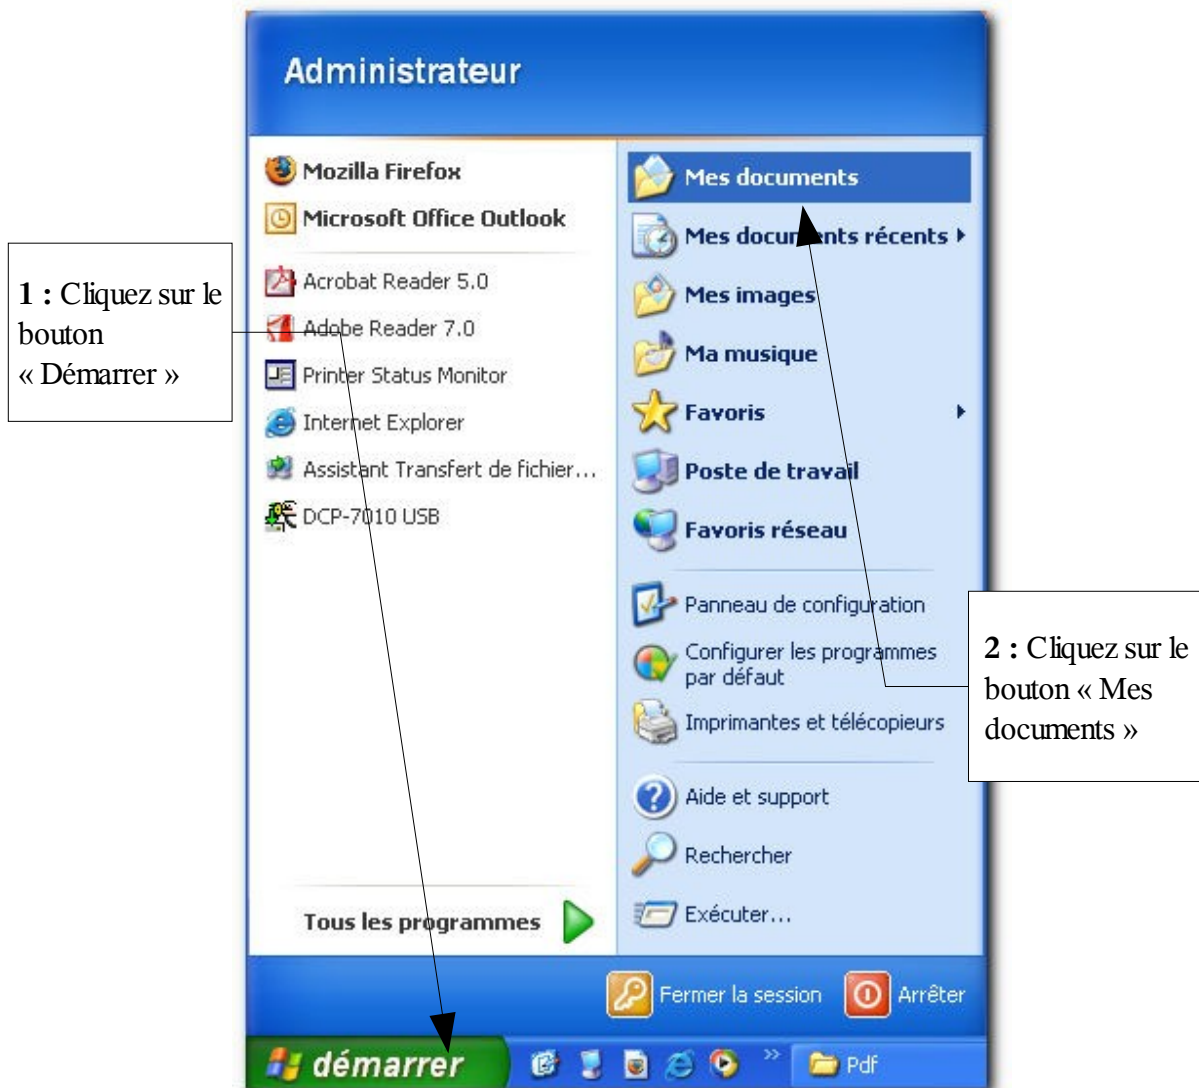 Administrateur
Mozilla Firefox
Microsoft Office Outlook
Acrobat Reader 5.0
Adobe Reader 7.0
Printer Status Monitor
Internet Explorer
Assistant Transfert de fichier...
DCP-7010 USB
Tous les programmes
Mes documents
Mes documents récents
Mes images
Ma musique
Favoris
Poste de travail
Favoris réseau
Panneau de configuration
Configurer les programmes
par défaut
Imprimantes et télécopieurs
Aide et support
Rechercher
Exécuter...
Fermer la session
Arrêter
démarrer
Pdf
1 : Cliquez sur le
bouton
« Démarrer »
2 : Cliquez sur le
bouton « Mes
documents »